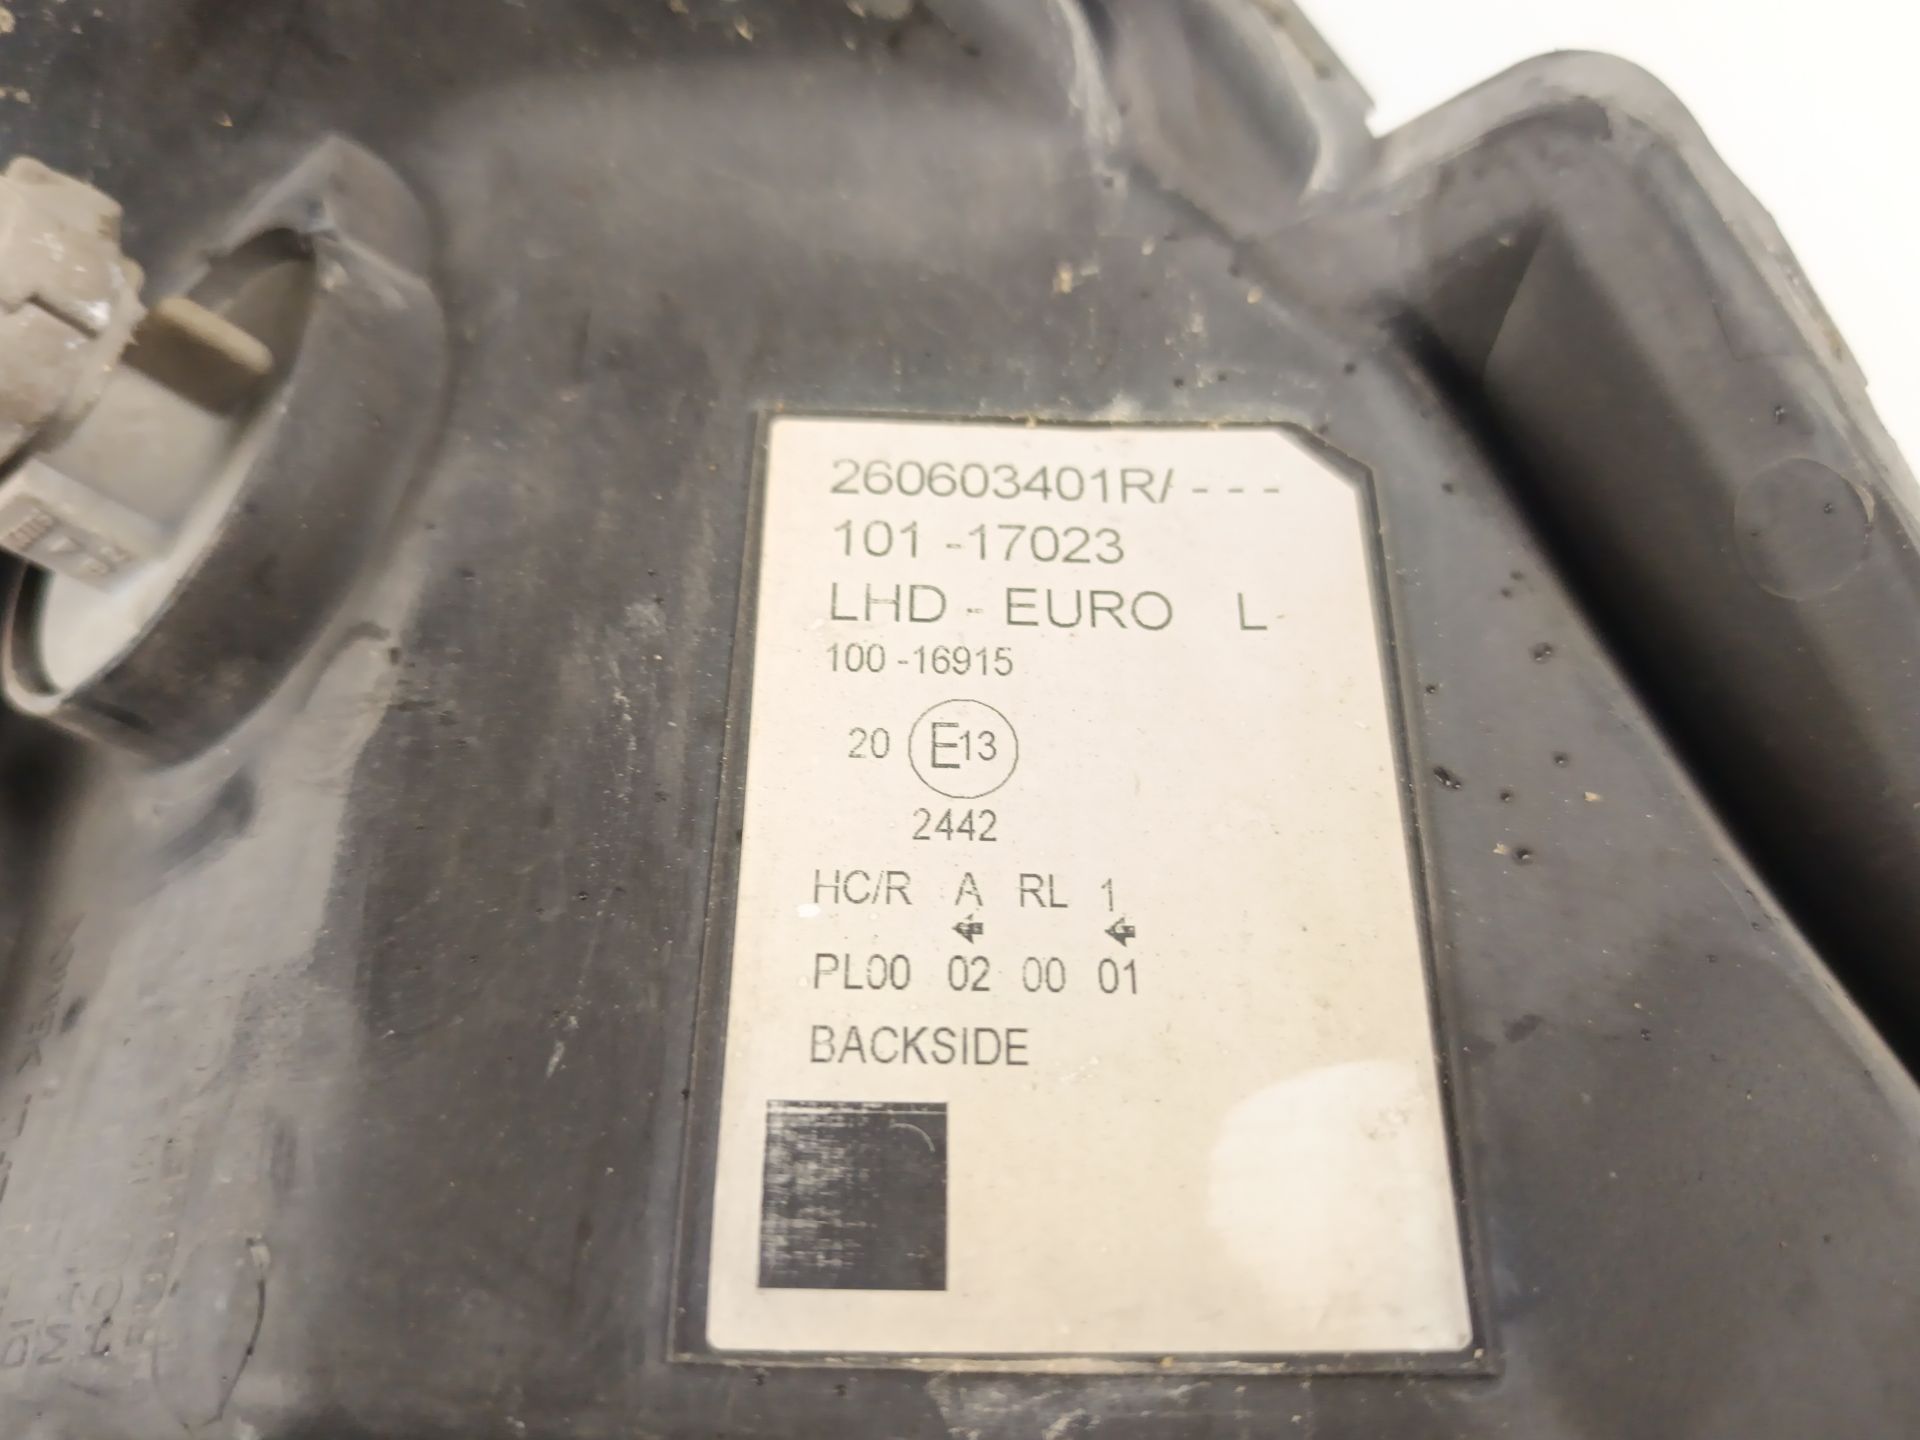 260603401R/ - - -
101 -17023
LHD - EURO L
100 -16915
20 E13
2442
HC/R A RL 1
PL00 02 00 01
BACKSIDE